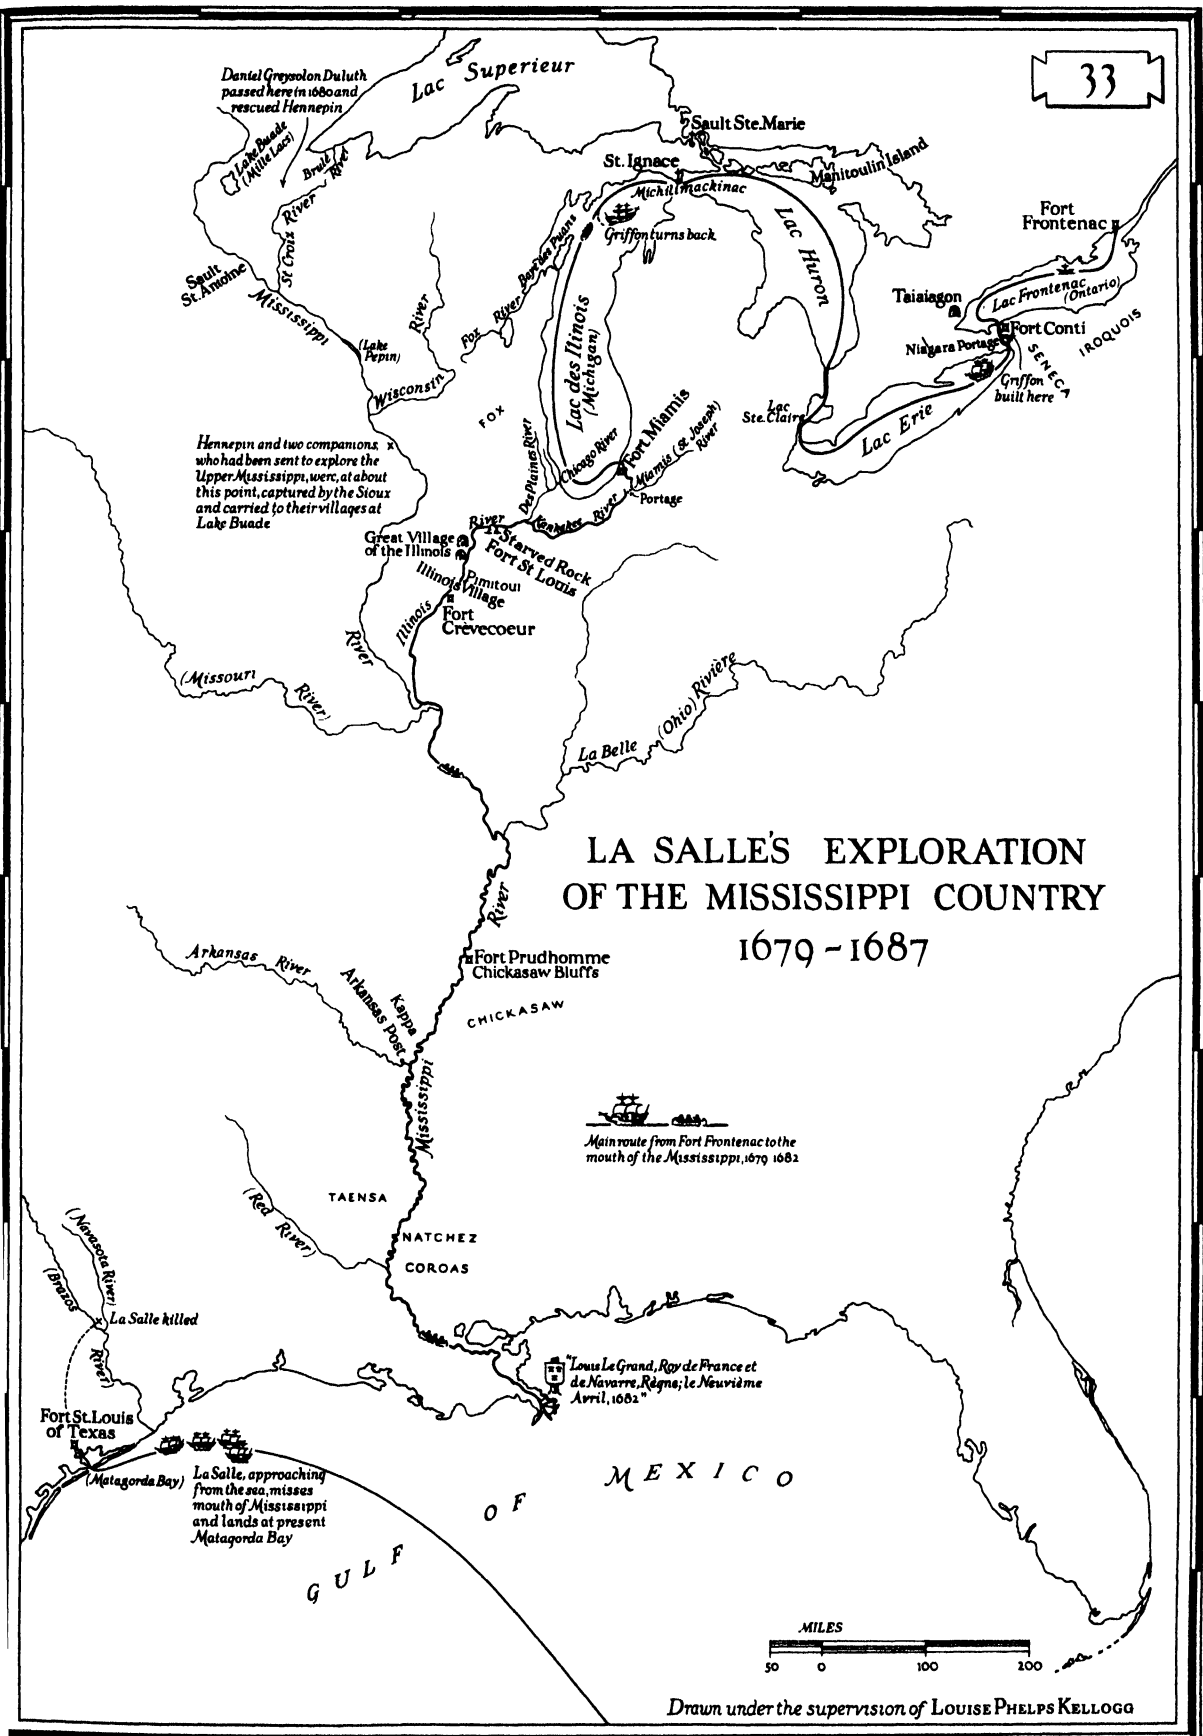 33
Daniel Greysolon Duluth
passed here in 1680 and
rescued Hennepin
Lac Superieur
Sault Ste. Marie
Lake Buade
(Mille Lacs)
Brulé
River
St. Ignace
Michillimackinac
Manitoulin Island
St Croix River
Griffon turns back
Baye des Puans
Lac Huron
Fort
Frontenac
Sault
St. Antoine
Mississippi
Lac Frontenac
(Ontario)
Taiaiagon
Fort Conti
Niagara Portage
SENECA
IROQUOIS
Griffon
built here
(Lake
Pepin)
River
Wisconsin
Fox River
Lac des Ilinois
(Michigan)
Lac
Ste. Claire
Lac Erie
FOX
Hennepin and two companions, x
who had been sent to explore the
Upper Mississippi, were, at about
this point, captured by the Sioux
and carried to their villages at
Lake Buade
Des Plaines River
Chicago River
Fort Miamis
Miamis (St Joseph)
River
Portage
Kankakee River
River
Great Village
of the Illinois
Starved Rock
Fort St Louis
Pimitoui
Illinois Village
Fort
Crèvecoeur
Illinois
River
(Missouri
River)
La Belle (Ohio) Rivière
LA SALLE'S EXPLORATION
OF THE MISSISSIPPI COUNTRY
1679-1687
River
Fort Prudhomme
Chickasaw Bluffs
Arkansas River
Kappa
Arkansas Post
CHICKASAW
Mississippi
Main route from Fort Frontenac to the
mouth of the Mississippi, 1679 1682
TAENSA
(Red River)
NATCHEZ
COROAS
(Navasota River)
(Brazos
River)
x La Salle killed
"Louis Le Grand, Roy de France et
de Navarre, Règne; le Neuvième
Avril, 1682"
Fort St. Louis
of Texas
(Matagorda Bay)
La Salle, approaching
from the sea, misses
mouth of Mississippi
and lands at present
Matagorda Bay
GULF OF MEXICO
MILES
50 0 100 200
Drawn under the supervision of LOUISE PHELPS KELLOGG